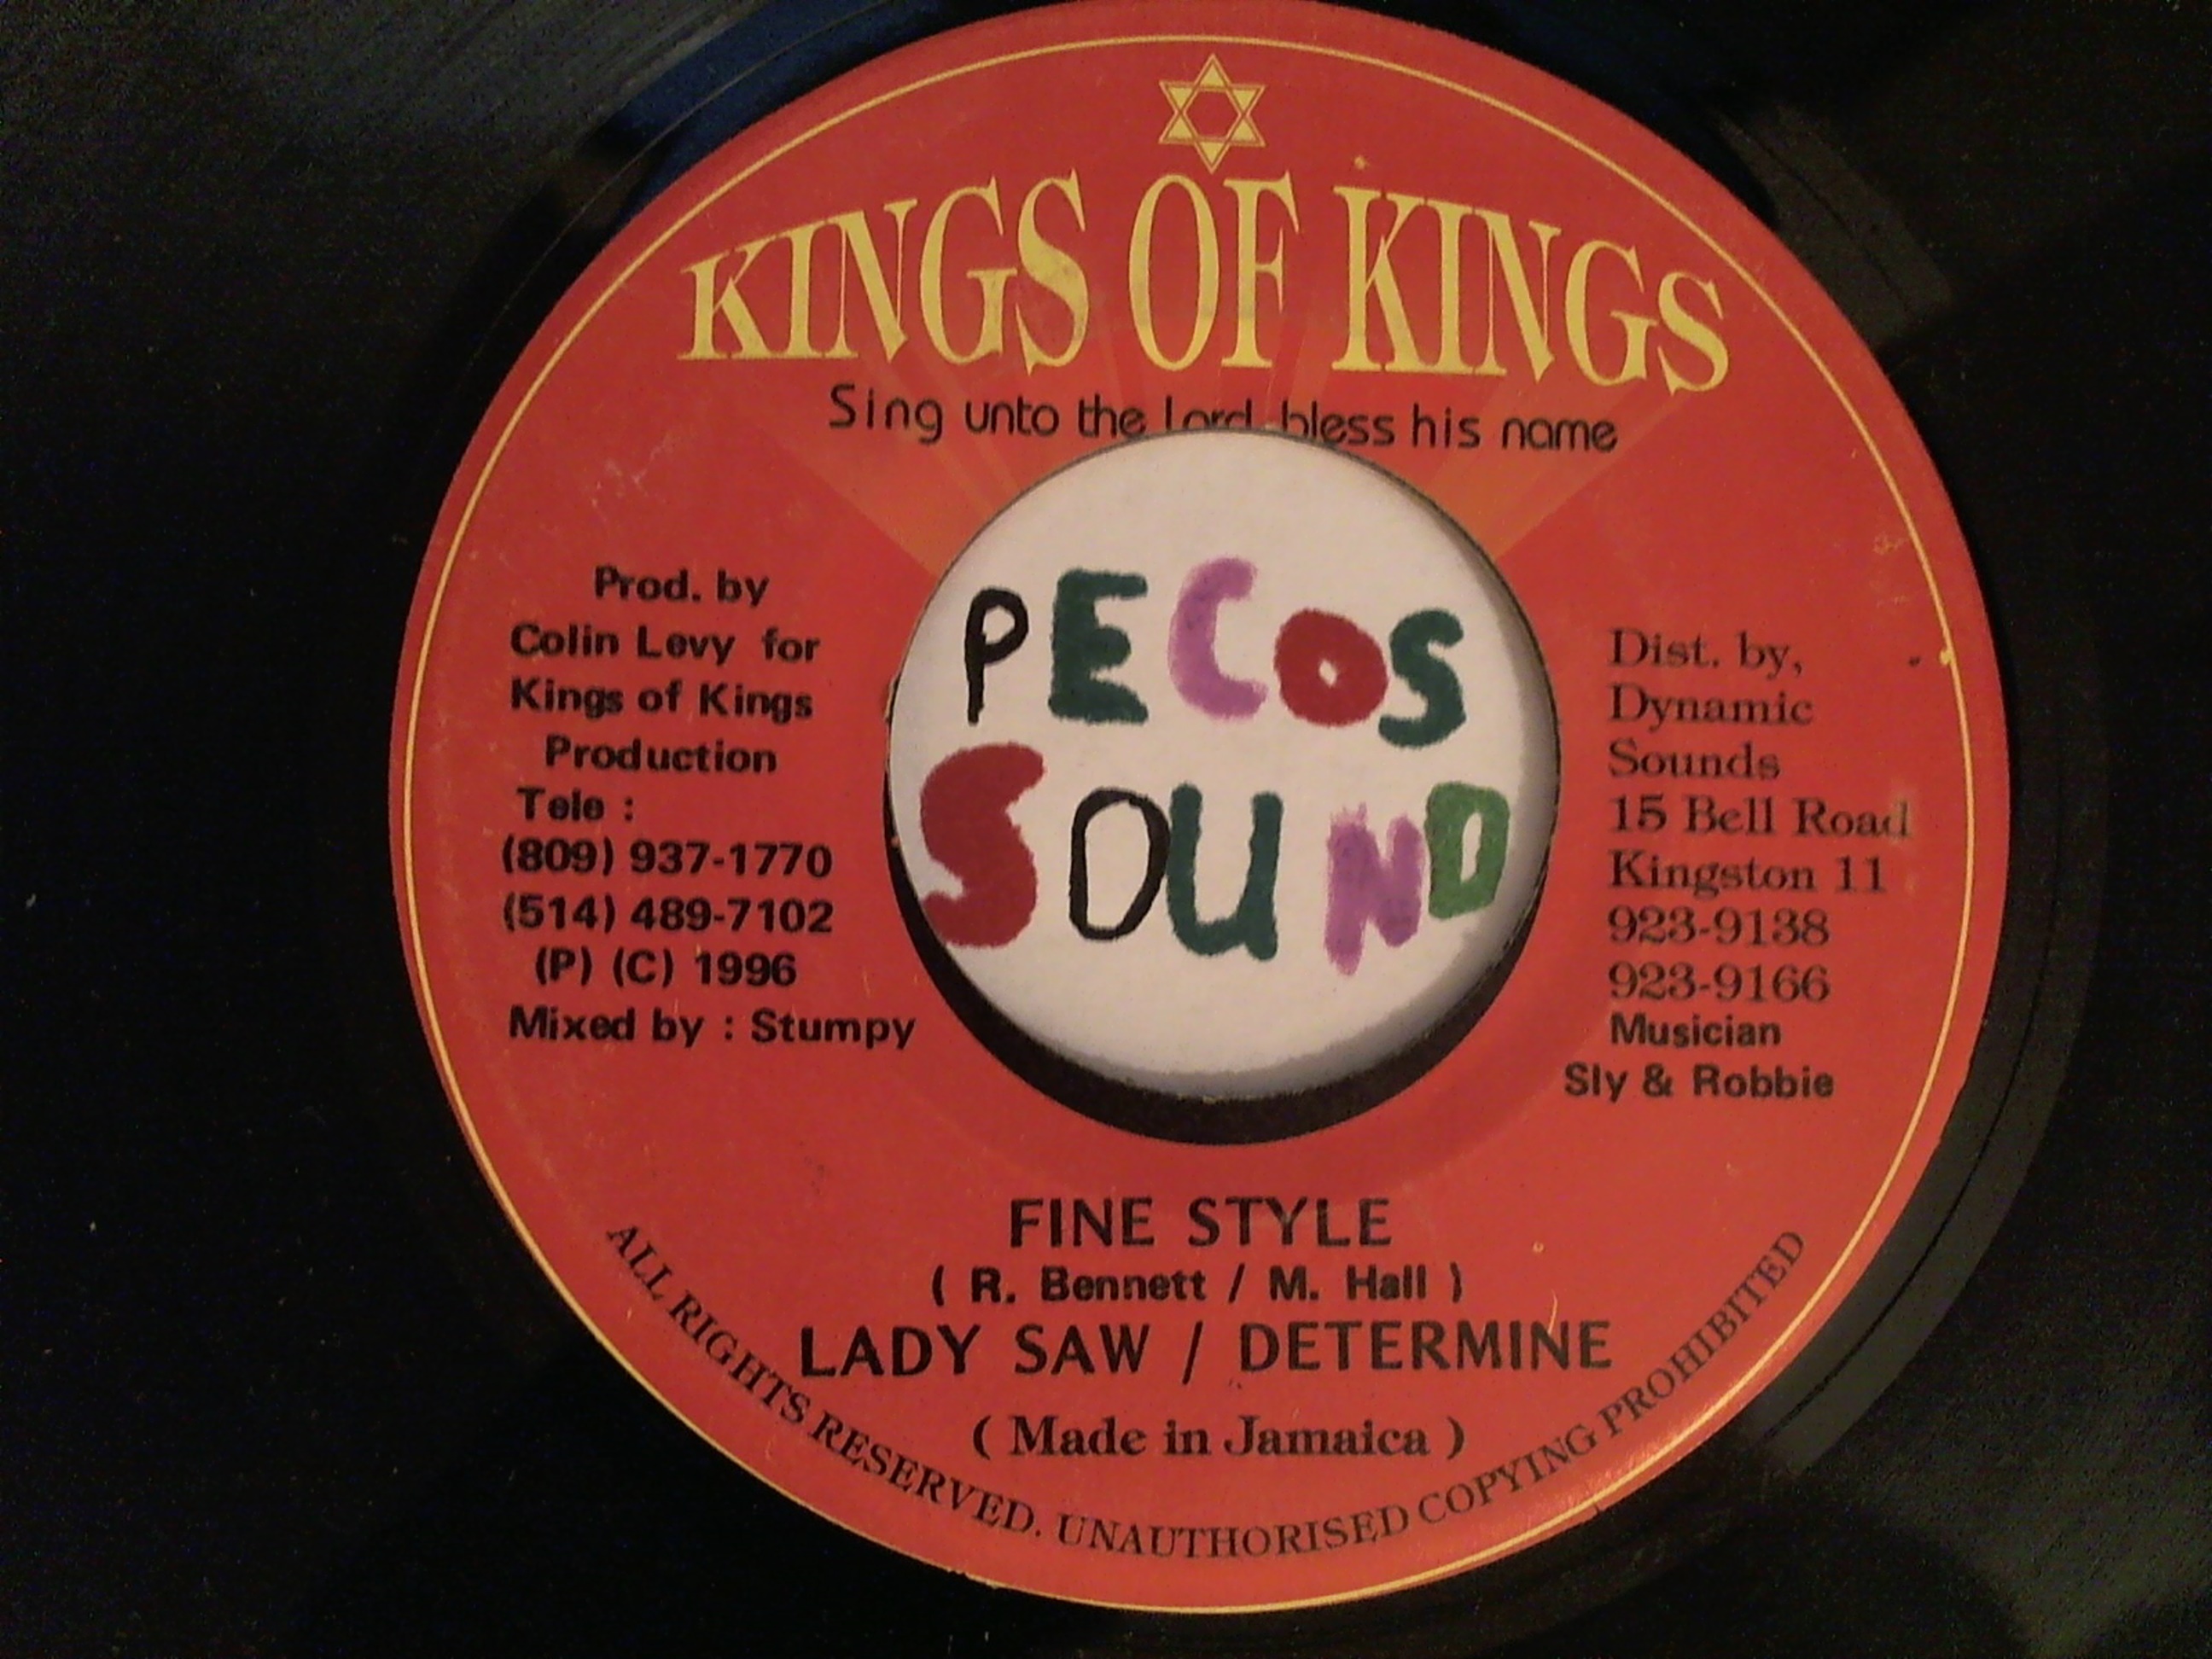 KINGS OF KINGS
Sing unto the Lord bless his name
PECOS
SOUND
Prod. by
Colin Levy for
Kings of Kings
Production
Tele :
(809) 937-1770
(514) 489-7102
(P) (C) 1996
Mixed by : Stumpy
Dist. by,
Dynamic
Sounds
15 Bell Road
Kingston 11
923-9138
923-9166
Musician
Sly & Robbie
FINE STYLE
( R. Bennett / M. Hall )
LADY SAW / DETERMINE
( Made in Jamaica )
ALL RIGHTS RESERVED. UNAUTHORISED COPYING PROHIBITED